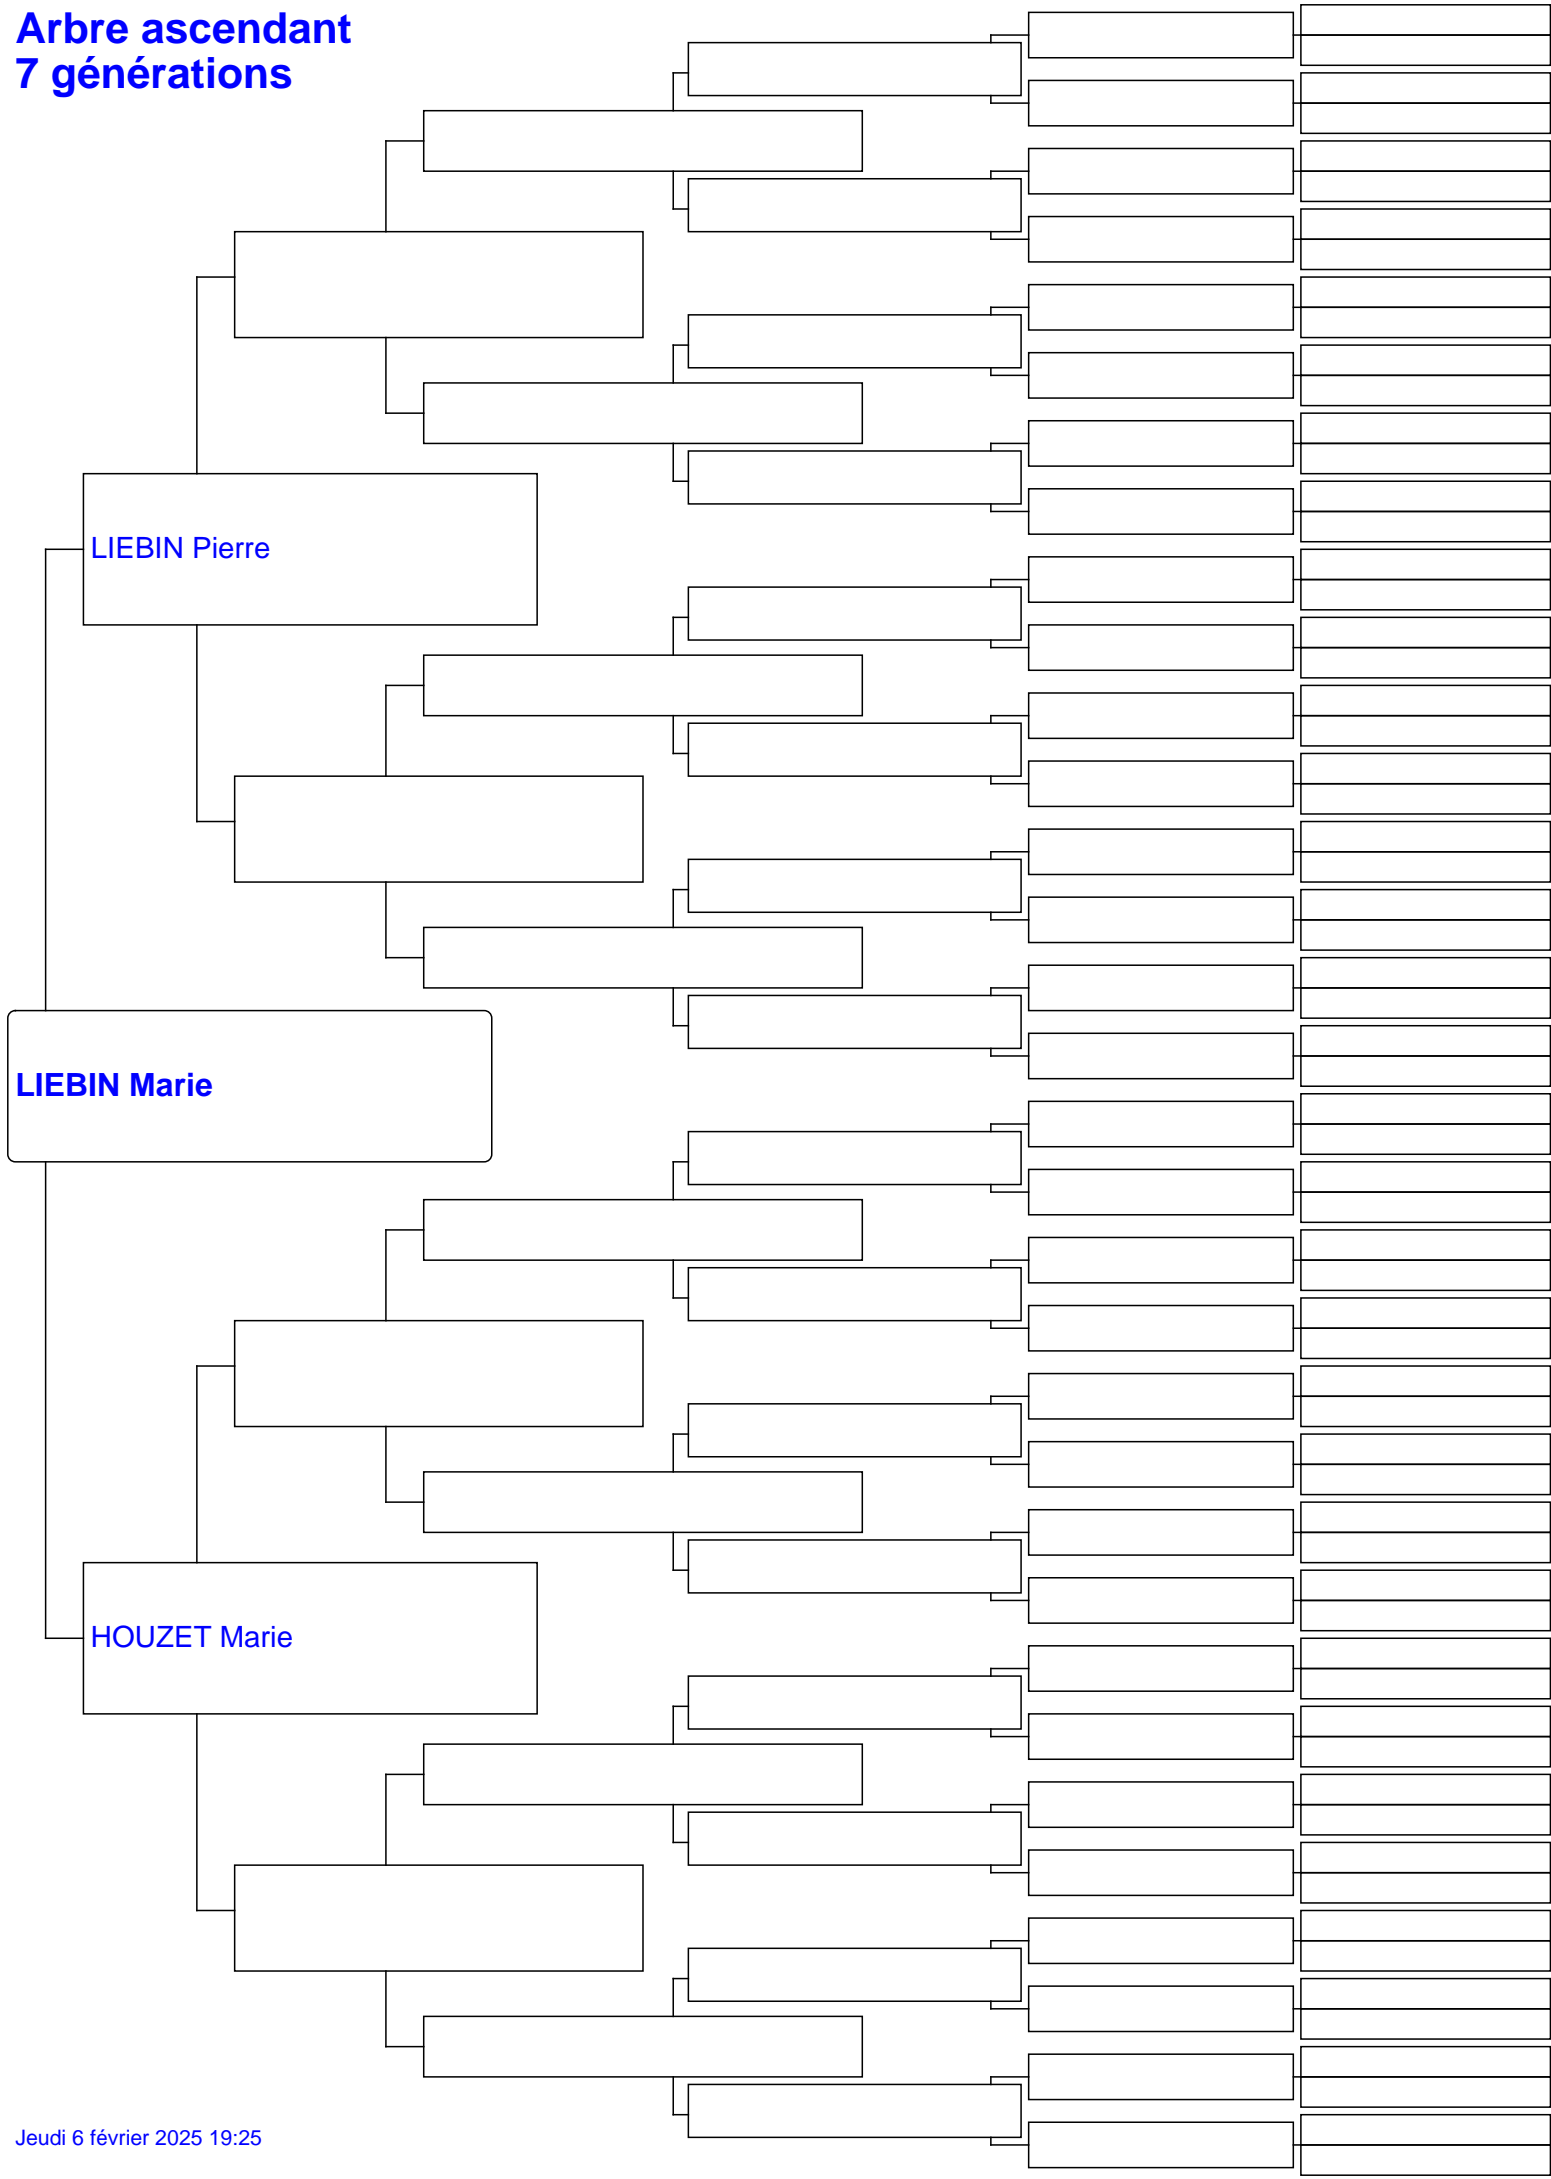 Arbre ascendant
7 générations
LIEBIN Pierre
LIEBIN Marie
HOUZET Marie
Jeudi 6 février 2025 19:25